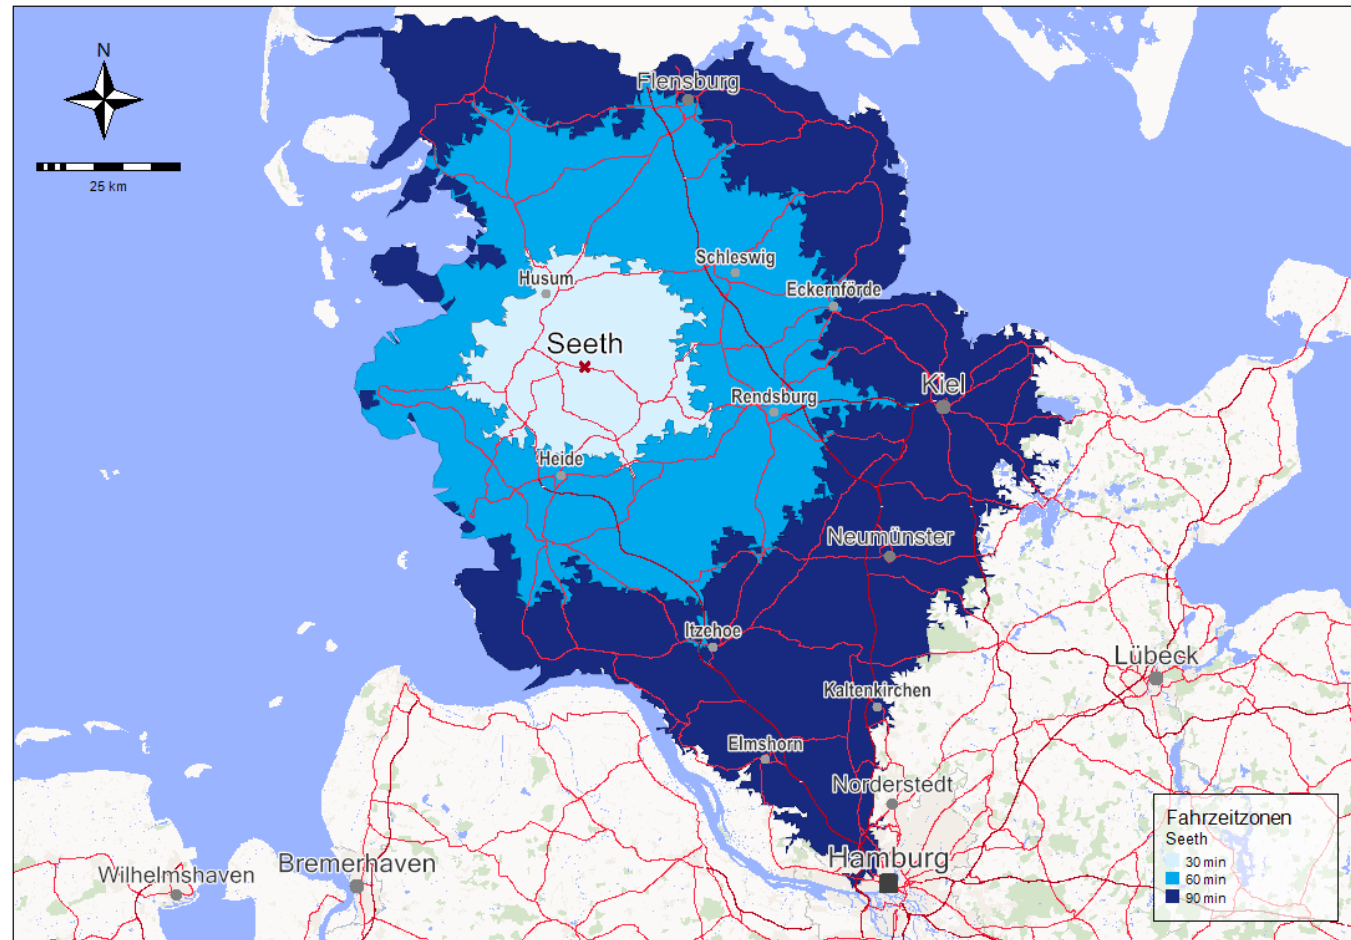 N
25 km
Flensburg
Schleswig
Husum
Eckernförde
Seeth
Kiel
Rendsburg
Heide
Neumünster
Itzehoe
Lübeck
Kaltenkirchen
Elmshorn
Norderstedt
Hamburg
Bremerhaven
Wilhelmshaven
Fahrzeitzonen
Seeth
30 min
60 min
90 min